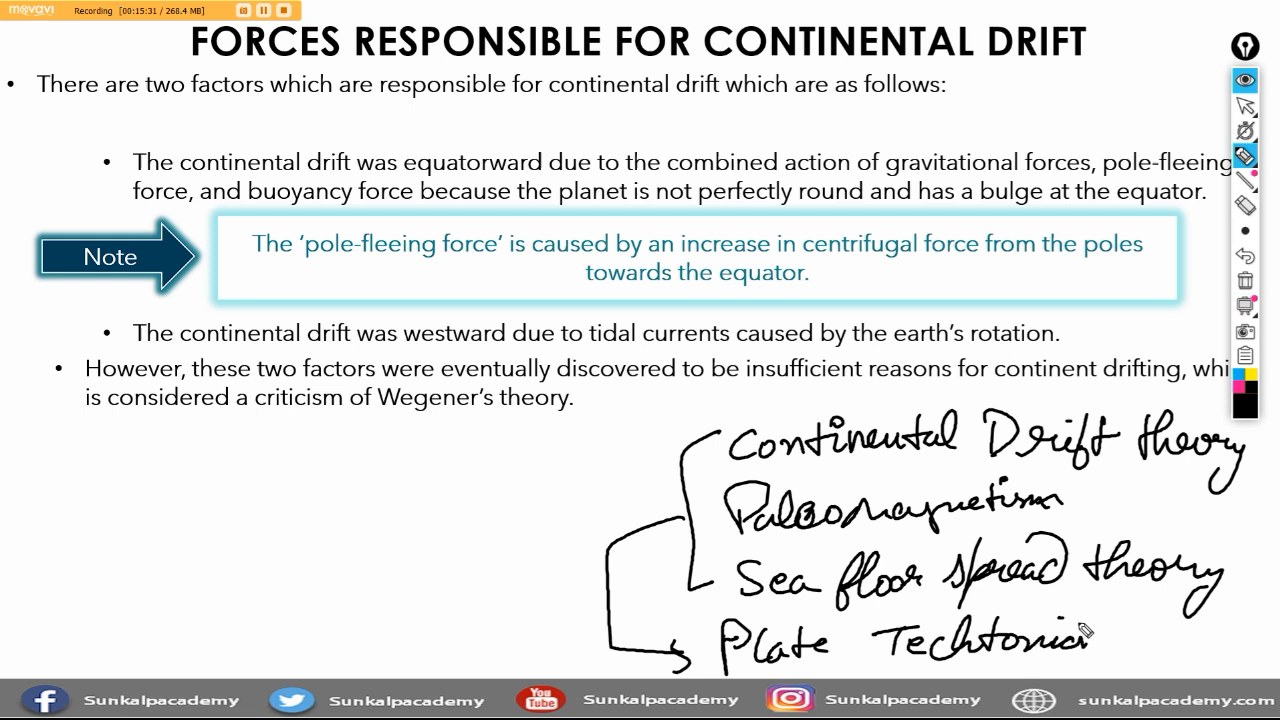 movavi Recording [00:15:31 / 268.4 MB]
FORCES RESPONSIBLE FOR CONTINENTAL DRIFT
• There are two factors which are responsible for continental drift which are as follows:
• The continental drift was equatorward due to the combined action of gravitational forces, pole-fleeing
force, and buoyancy force because the planet is not perfectly round and has a bulge at the equator.
Note
The ‘pole-fleeing force’ is caused by an increase in centrifugal force from the poles
towards the equator.
• The continental drift was westward due to tidal currents caused by the earth’s rotation.
• However, these two factors were eventually discovered to be insufficient reasons for continent drifting, whi
is considered a criticism of Wegener’s theory.
Continental Drift theory
Paleomagnetism
Sea floor spread theory
Plate Techtonic
Sunkalpacademy Sunkalpacademy You Tube Sunkalpacademy Sunkalpacademy sunkalpacademy.com